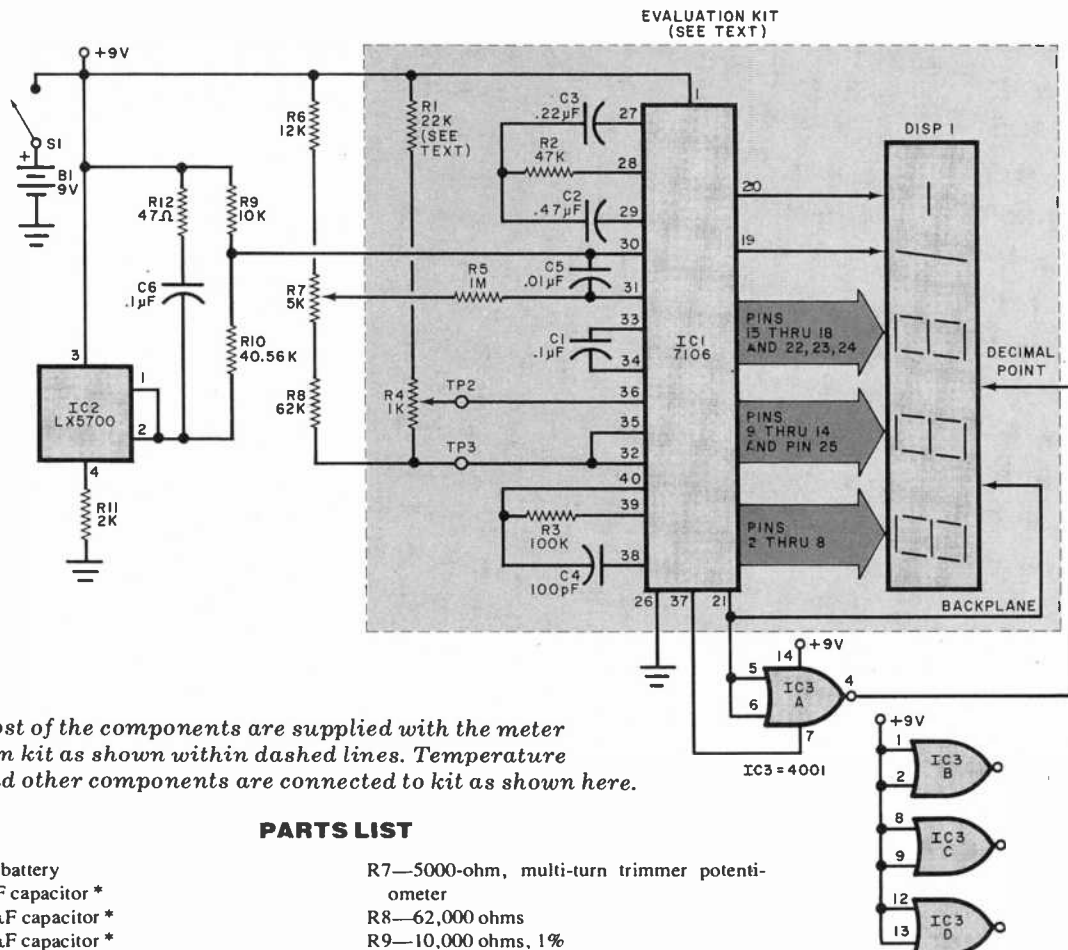 EVALUATION KIT
(SEE TEXT)
+9V
S1
+
B1
9V
R12
47Ω
R9
10K
C6
.1µF
R10
40.56K
3
1
2
4
IC2
LX5700
R11
2K
R6
12K
R1
22K
(SEE
TEXT)
R7
5K
R8
62K
R4
1K
R5
1M
TP2
TP3
C3
.22µF
R2
47K
C2
.47µF
C5
.01µF
C1
.1µF
R3
100K
C4
100pF
1
27
28
29
30
31
33
34
36
35
32
40
39
38
26
37
21
20
19
IC1
7106
PINS
15 THRU 18
AND 22,23,24
PINS
9 THRU 14
AND PIN 25
PINS
2 THRU 8
DISP 1
DECIMAL
POINT
BACKPLANE
14
+9V
5
6
IC3
A
4
7
IC3 = 4001
+9V
1
2
IC3
B
8
9
IC3
C
12
13
IC3
D
ost of the components are supplied with the meter
n kit as shown within dashed lines. Temperature
d other components are connected to kit as shown here.
PARTS LIST
battery
F capacitor *
F capacitor *
F capacitor *
R7—5000-ohm, multi-turn trimmer potenti-
ometer
R8—62,000 ohms
R9—10,000 ohms, 1%